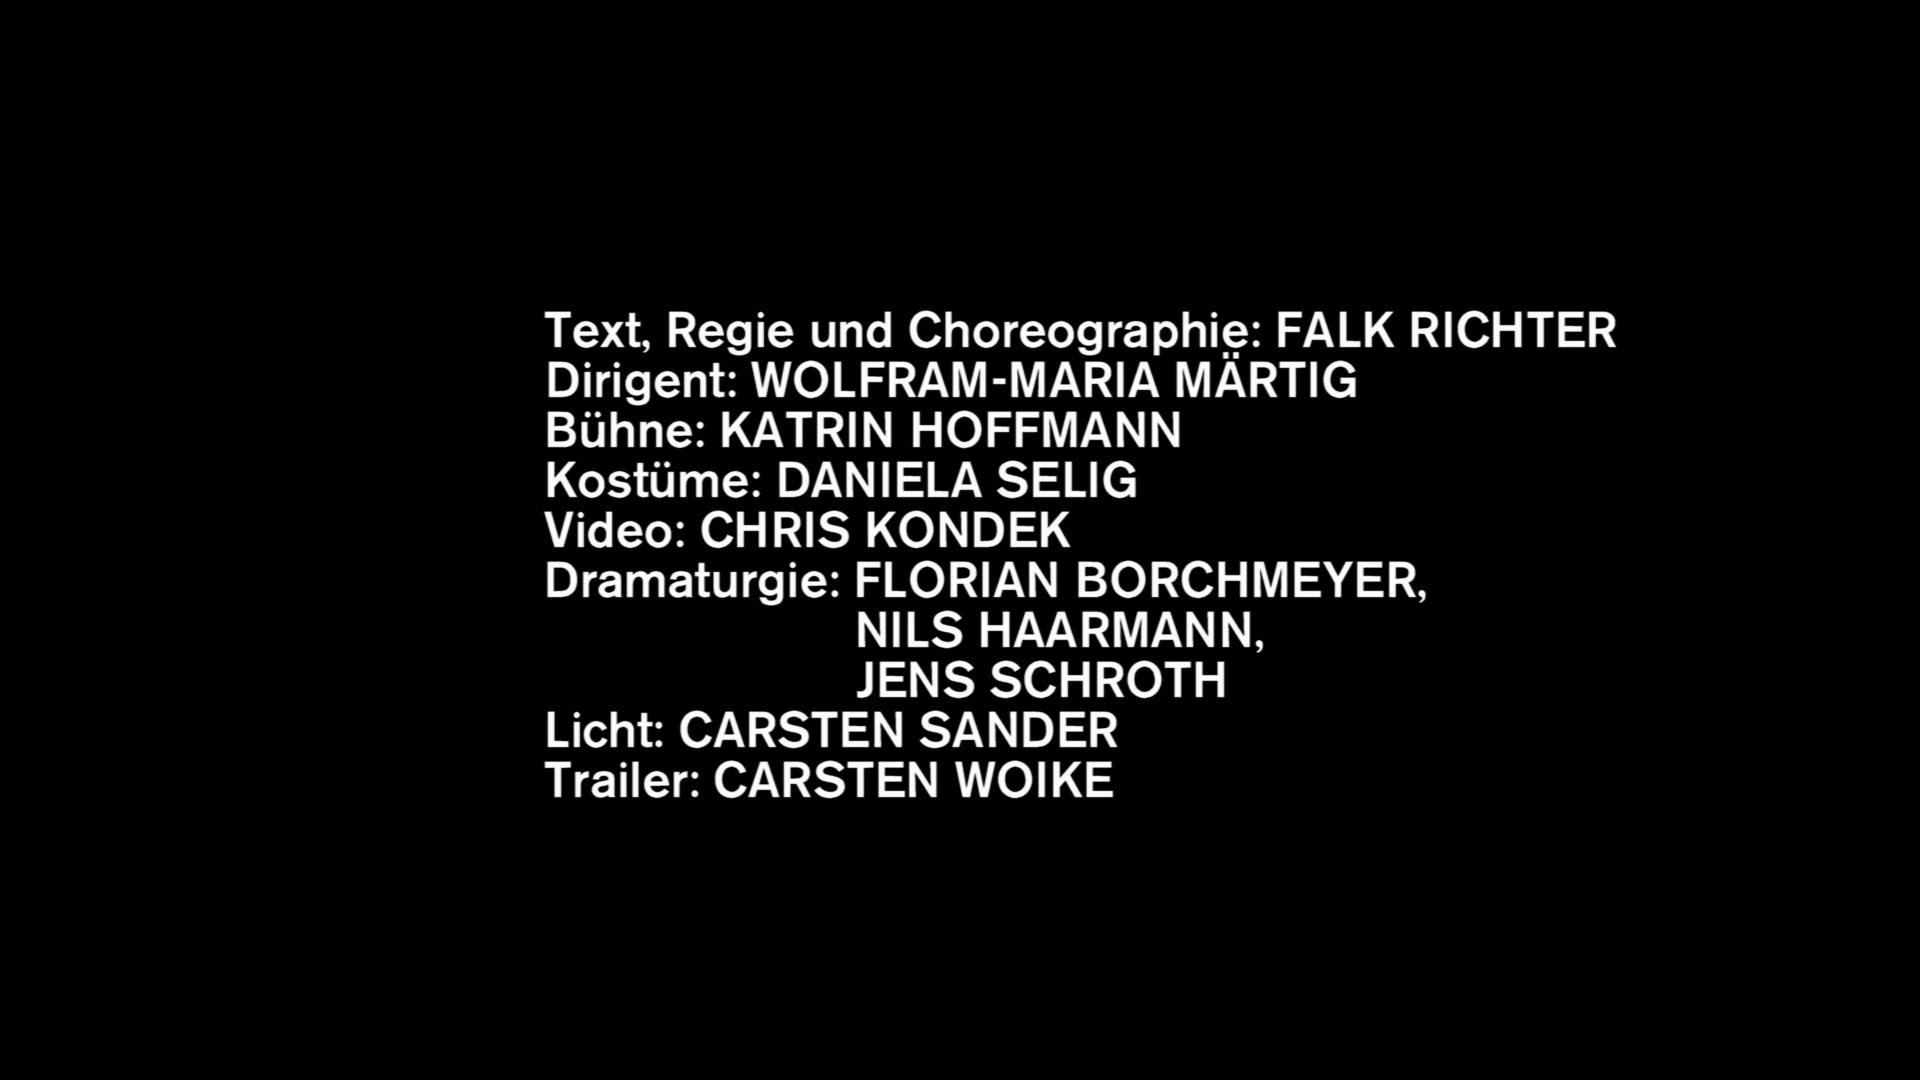 Text, Regie und Choreographie: FALK RICHTER
Dirigent: WOLFRAM-MARIA MÄRTIG
Bühne: KATRIN HOFFMANN
Kostüme: DANIELA SELIG
Video: CHRIS KONDEK
Dramaturgie: FLORIAN BORCHMEYER,
NILS HAARMANN,
JENS SCHROTH
Licht: CARSTEN SANDER
Trailer: CARSTEN WOIKE